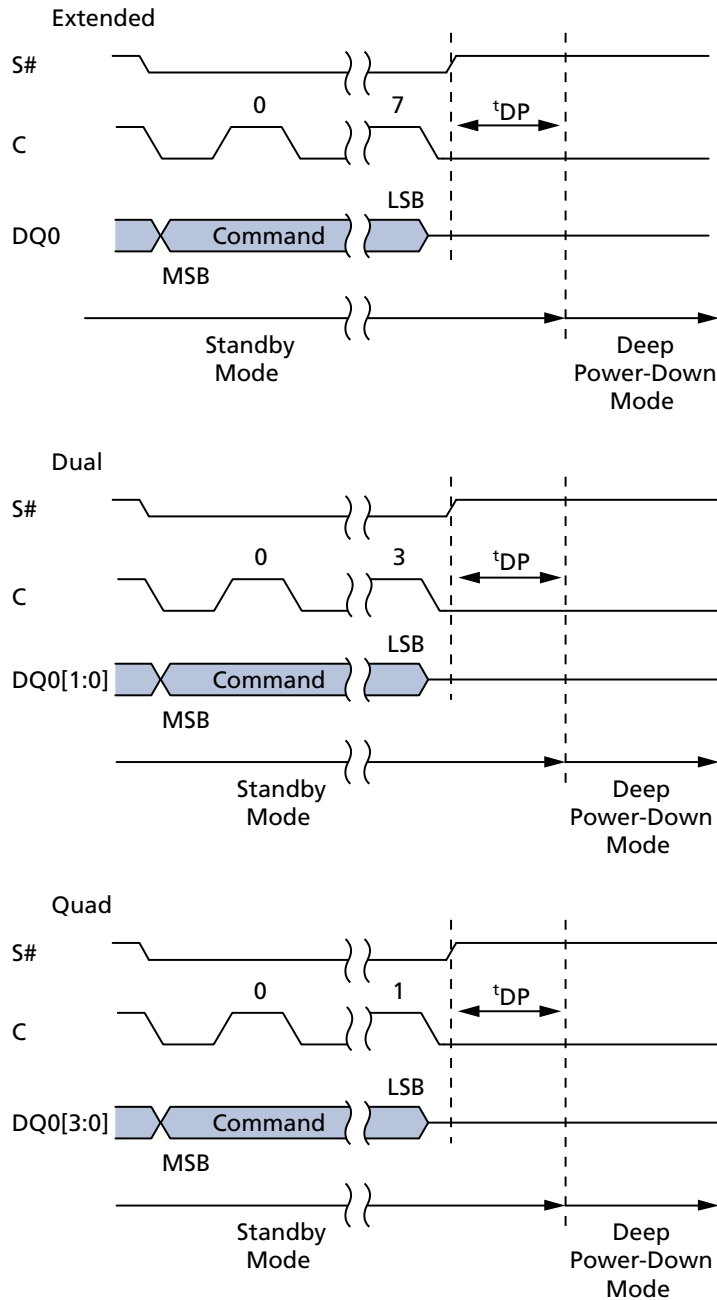 Extended
S#
0 7
tDP
C
LSB
DQ0
Command
MSB
Standby
Mode
Deep
Power-Down
Mode
Dual
S#
0 3
tDP
C
LSB
DQ0[1:0]
Command
MSB
Standby
Mode
Deep
Power-Down
Mode
Quad
S#
0 1
tDP
C
LSB
DQ0[3:0]
Command
MSB
Standby
Mode
Deep
Power-Down
Mode